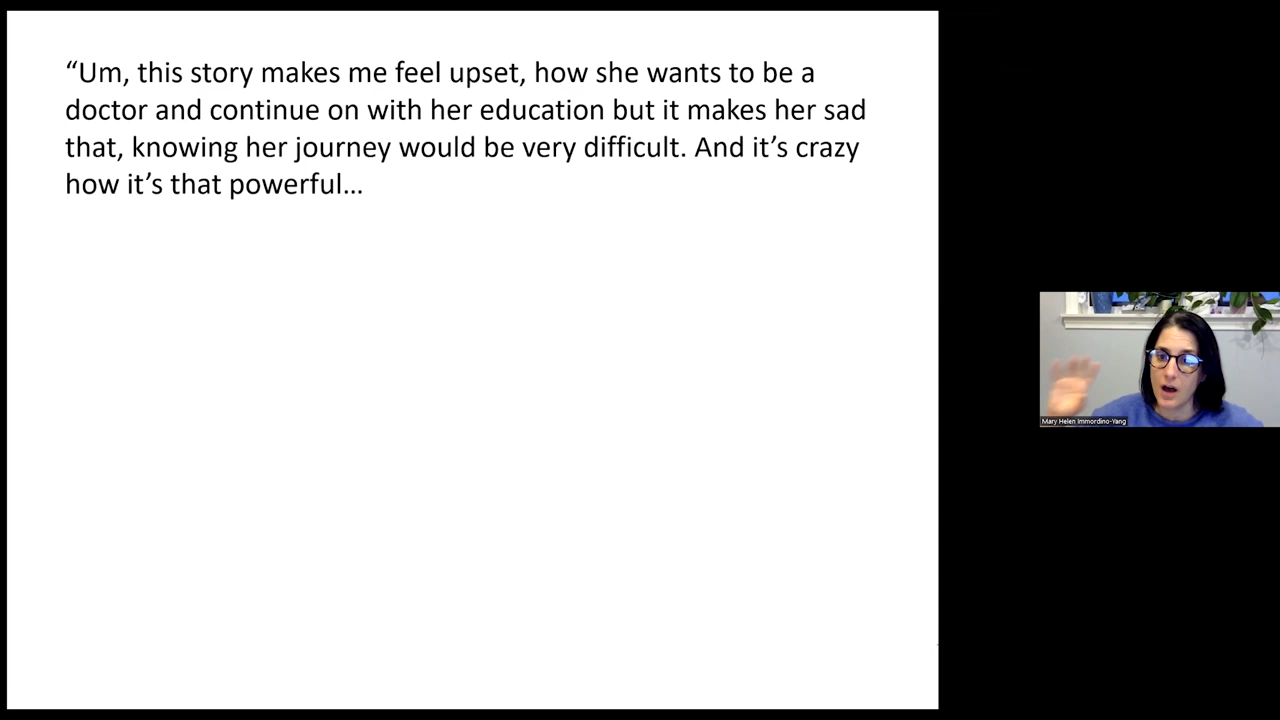 “Um, this story makes me feel upset, how she wants to be a
doctor and continue on with her education but it makes her sad
that, knowing her journey would be very difficult. And it’s crazy
how it’s that powerful…
Mary Helen Immordino-Yang